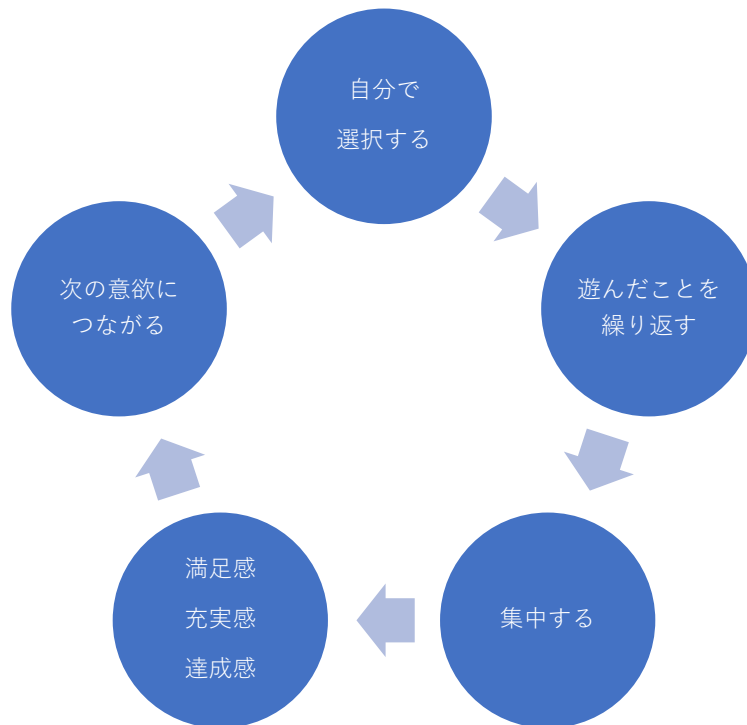 自分で
選択する
遊んだことを
繰り返す
集中する
満足感
充実感
達成感
次の意欲に
つながる